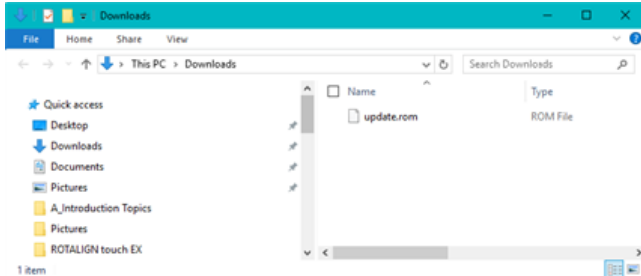 Downloads
File Home Share View
This PC > Downloads
Search Downloads
Name Type
Quick access
Desktop
Downloads
Documents
Pictures
A_Introduction Topics
Pictures
ROTALIGN touch EX
update.rom ROM File
1 item